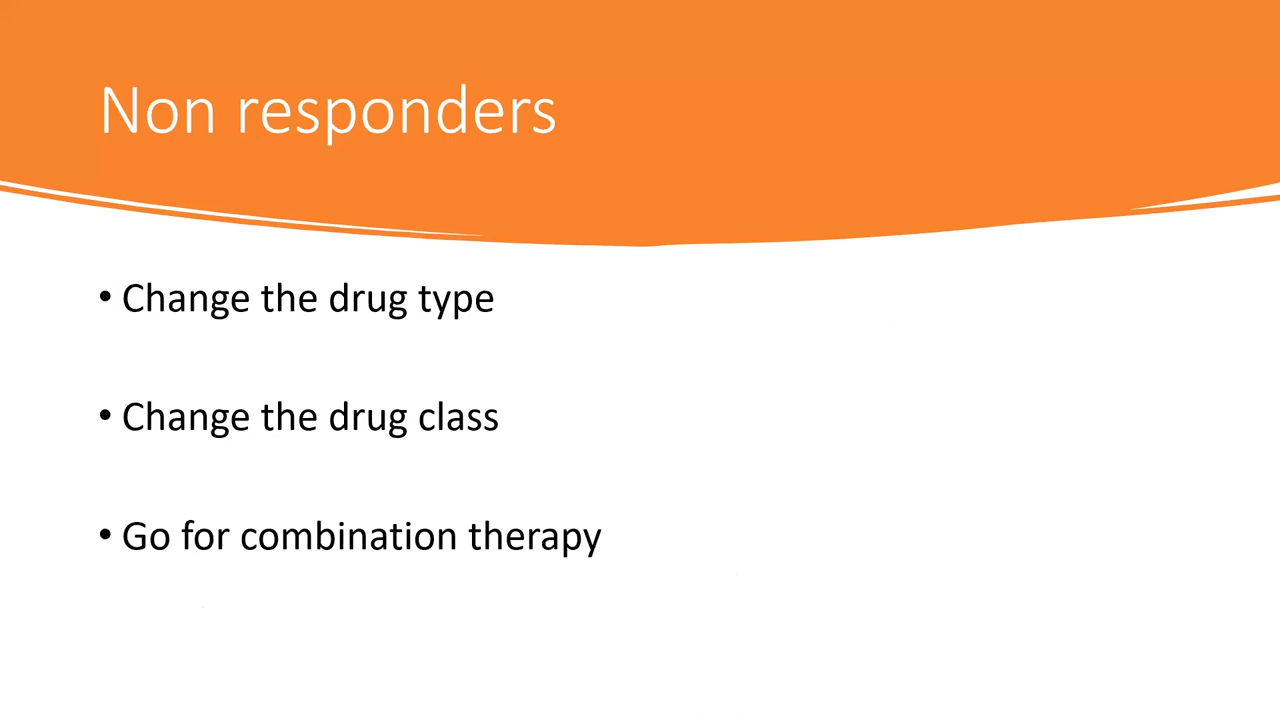 Non responders
• Change the drug type
• Change the drug class
• Go for combination therapy